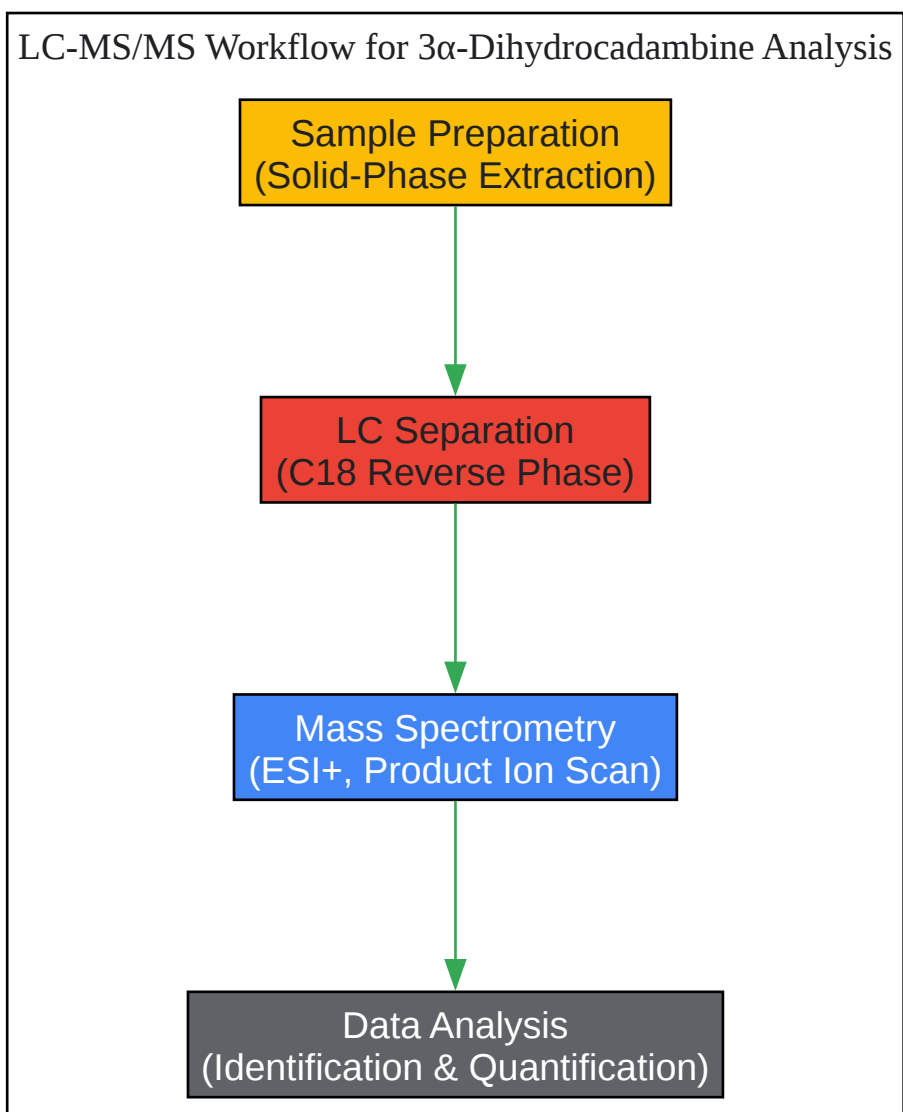 LC-MS/MS Workflow for 3α-Dihydrocadambine Analysis
Sample Preparation
(Solid-Phase Extraction)
LC Separation
(C18 Reverse Phase)
Mass Spectrometry
(ESI+, Product Ion Scan)
Data Analysis
(Identification & Quantification)